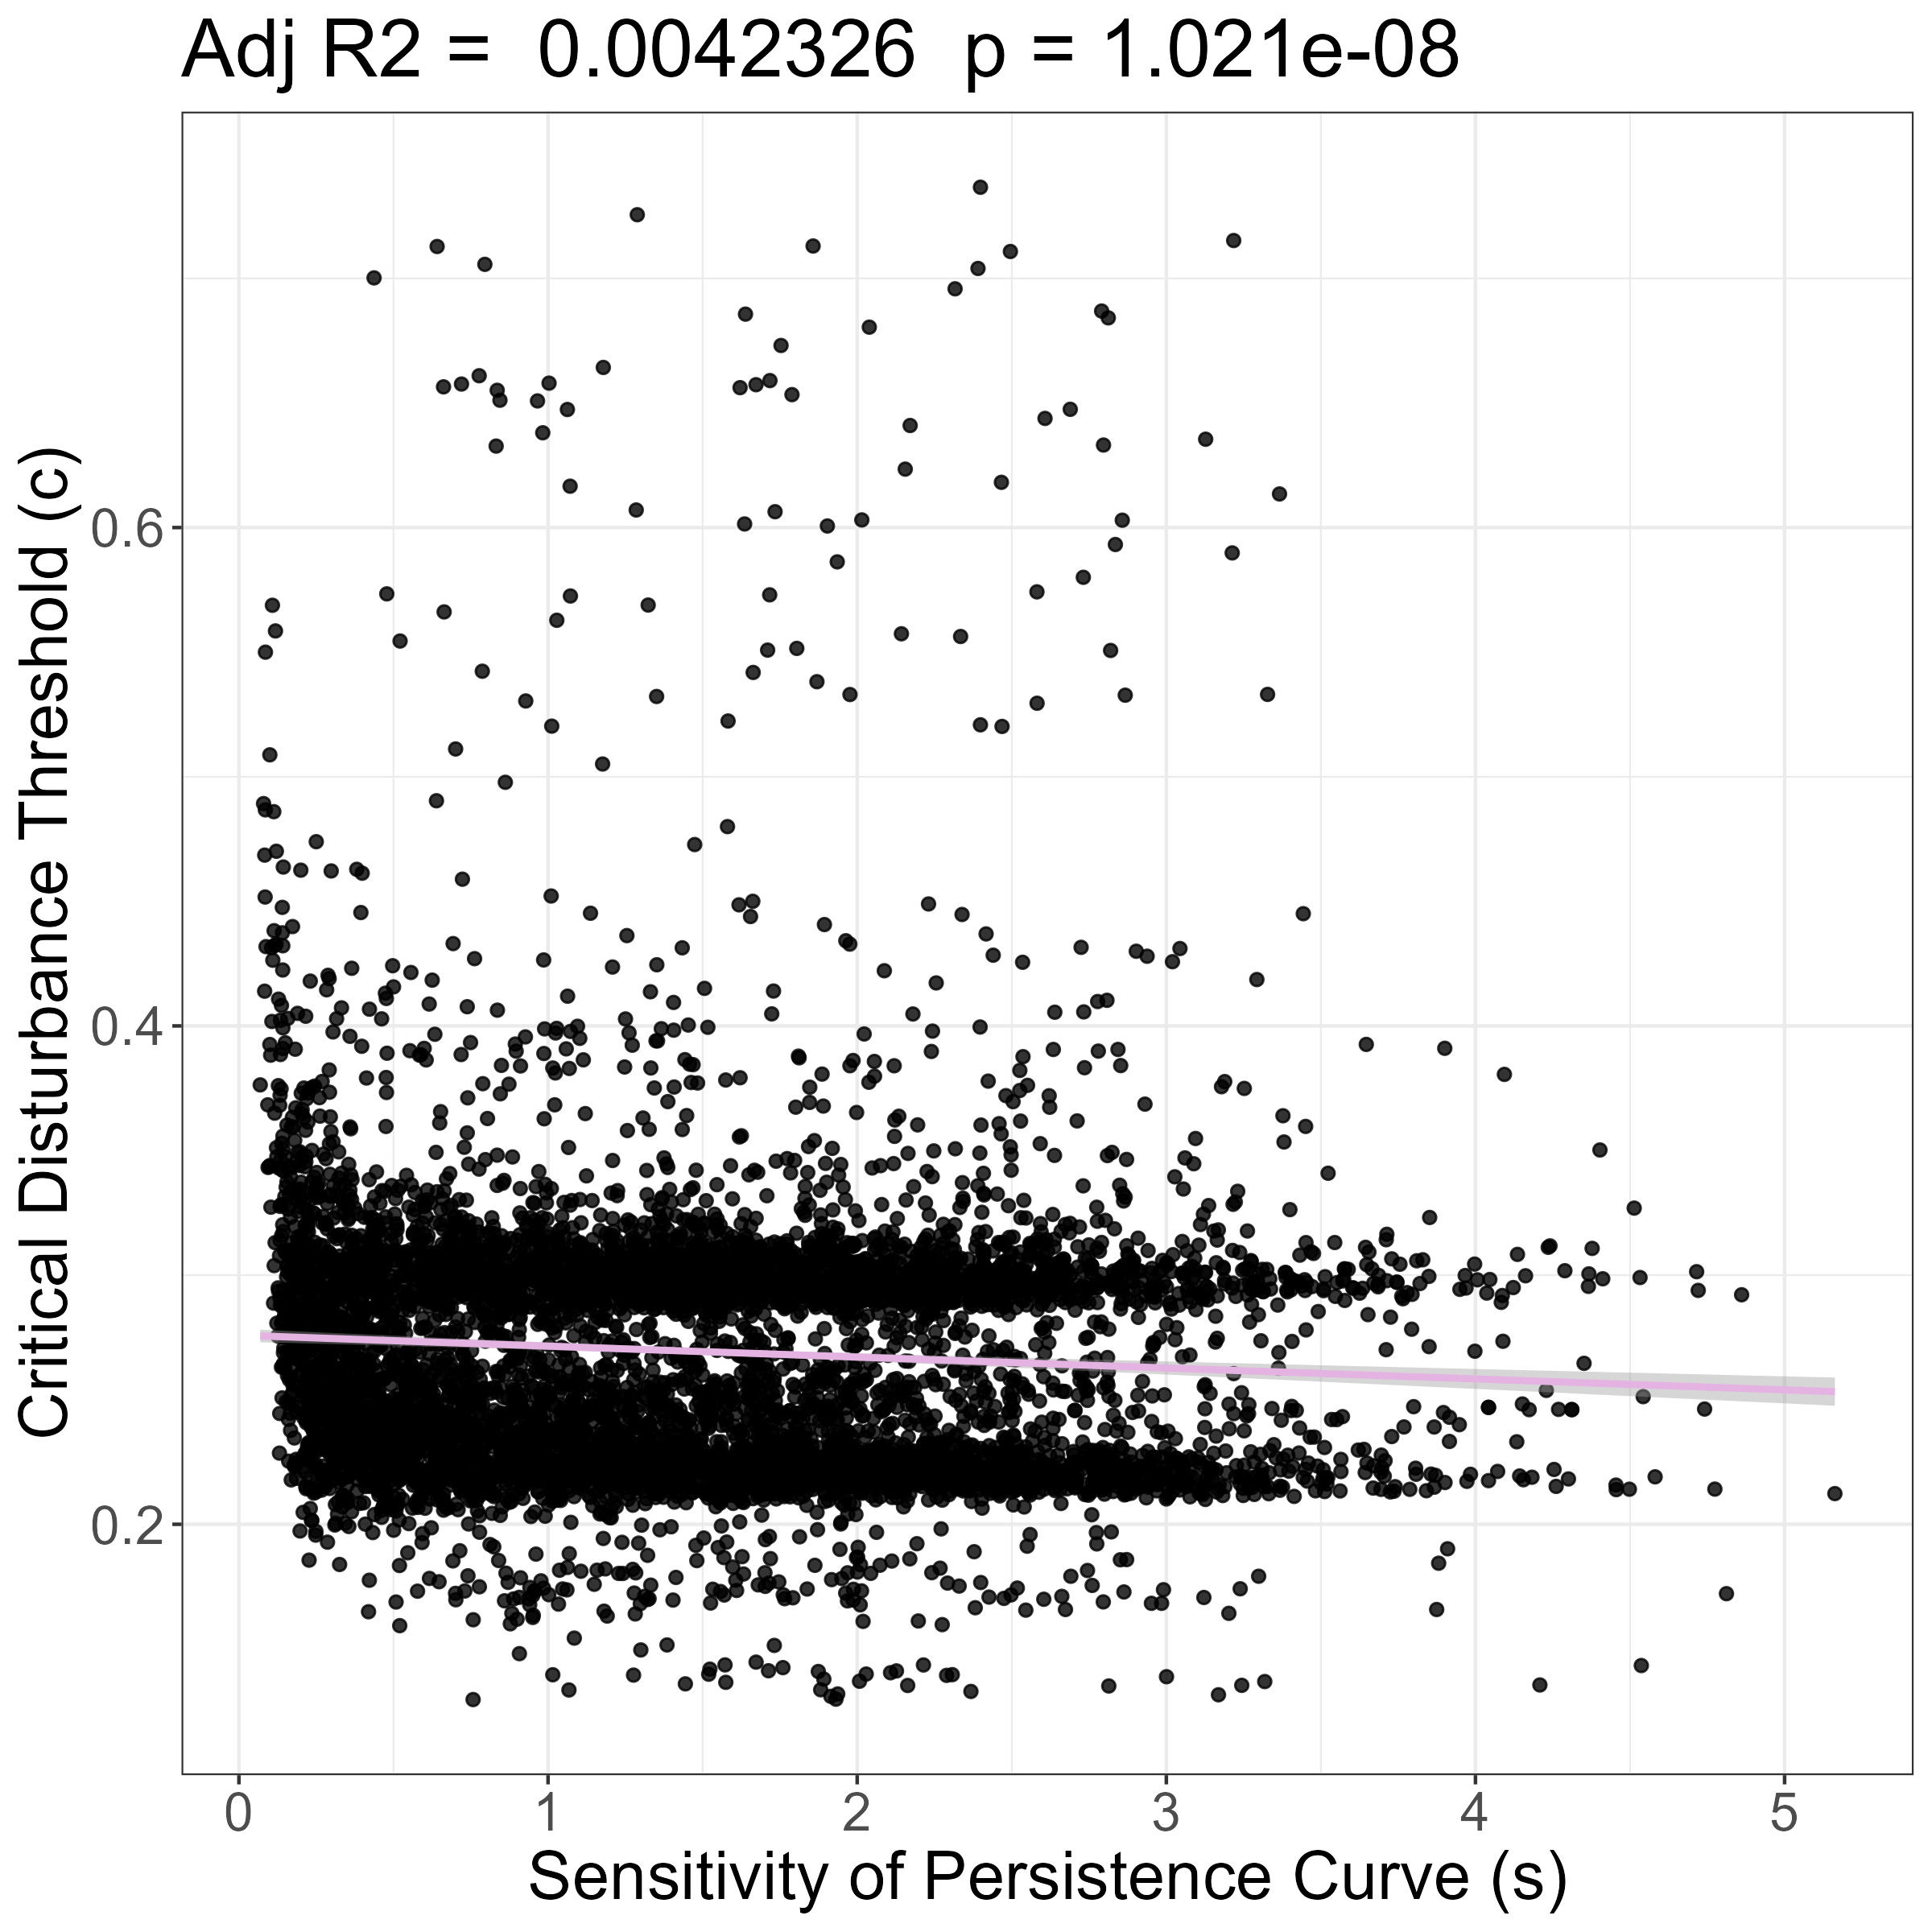 Adj R2 =  0.0042326  p = 1.021e-08
Critical Disturbance Threshold (c)
0.6
0.4
0.2
0 1 2 3 4 5
Sensitivity of Persistence Curve (s)